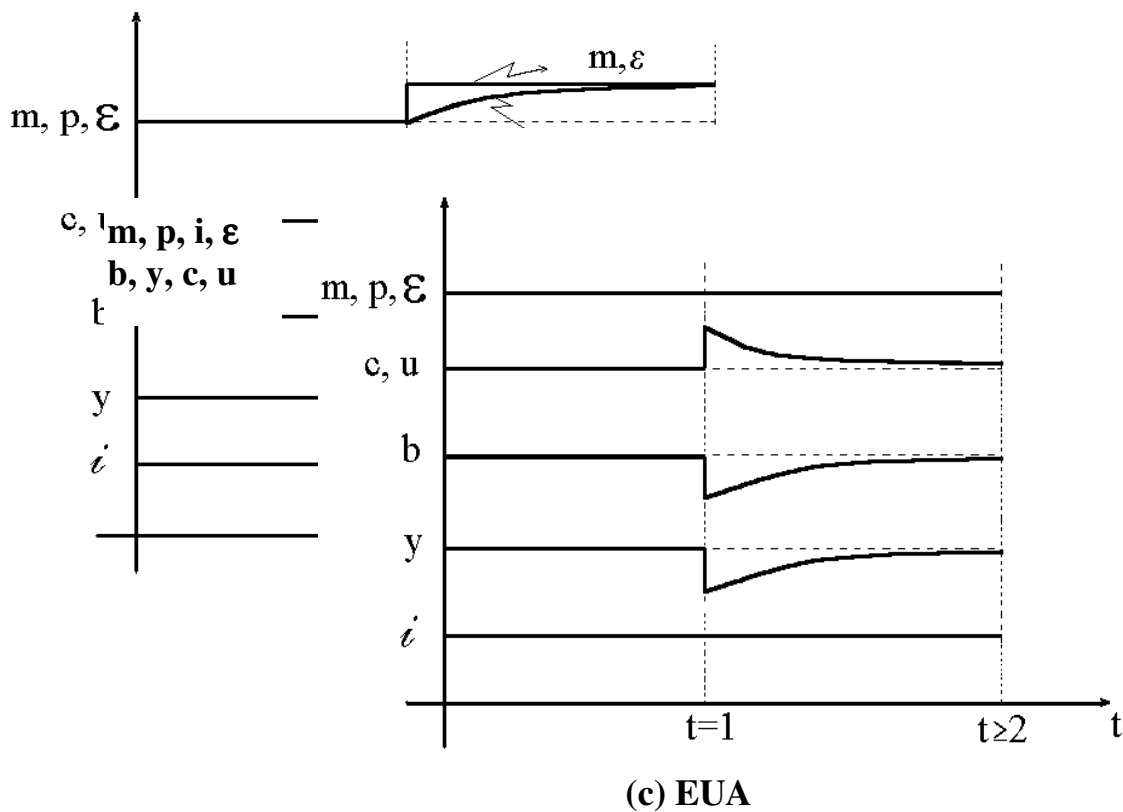 m, ε
m, p, ε
c,
m, p, i, ε
b, y, c, u
m, p, ε
c, u
b
y
i
y
i
t=1
t≥2
t
(c) EUA